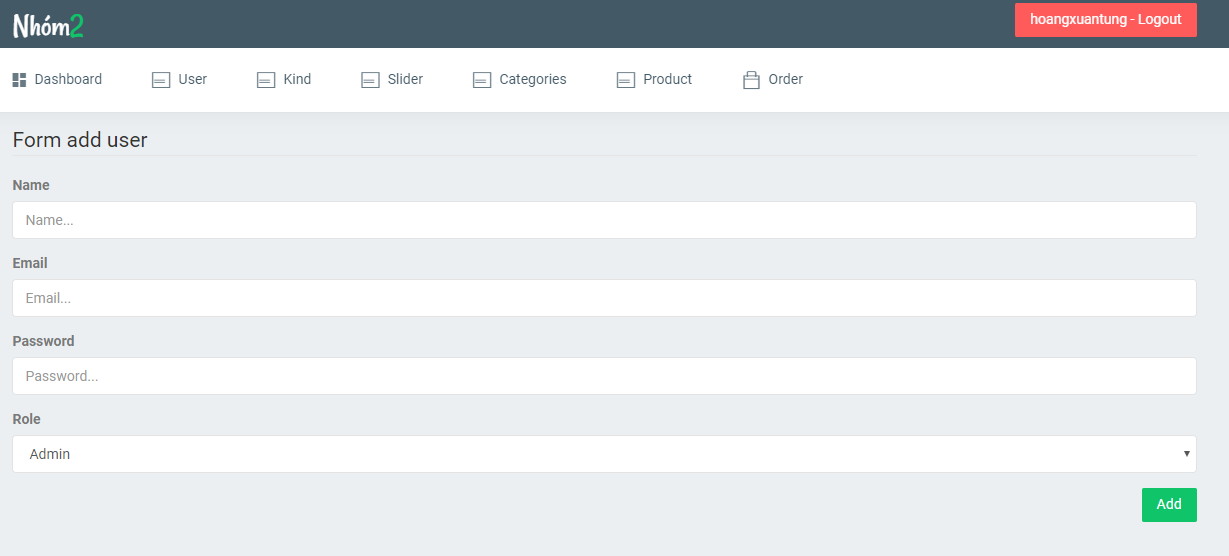 Nhóm2
hoangxuantung - Logout
Dashboard User Kind Slider Categories Product Order
Form add user
Name
Name...
Email
Email...
Password
Password...
Role
Admin
Add